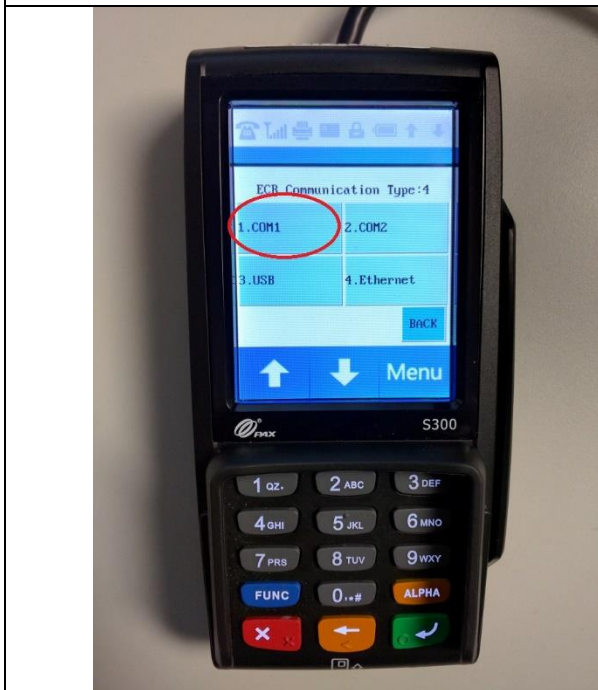 ECR Communication Type:4
1.COM1 2.COM2
3.USB 4.Ethernet
BACK
Menu
PAX S300
1 QZ. 2 ABC 3 DEF
4 GHI 5 JKL 6 MNO
7 PRS 8 TUV 9 WXY
FUNC 0,*# ALPHA